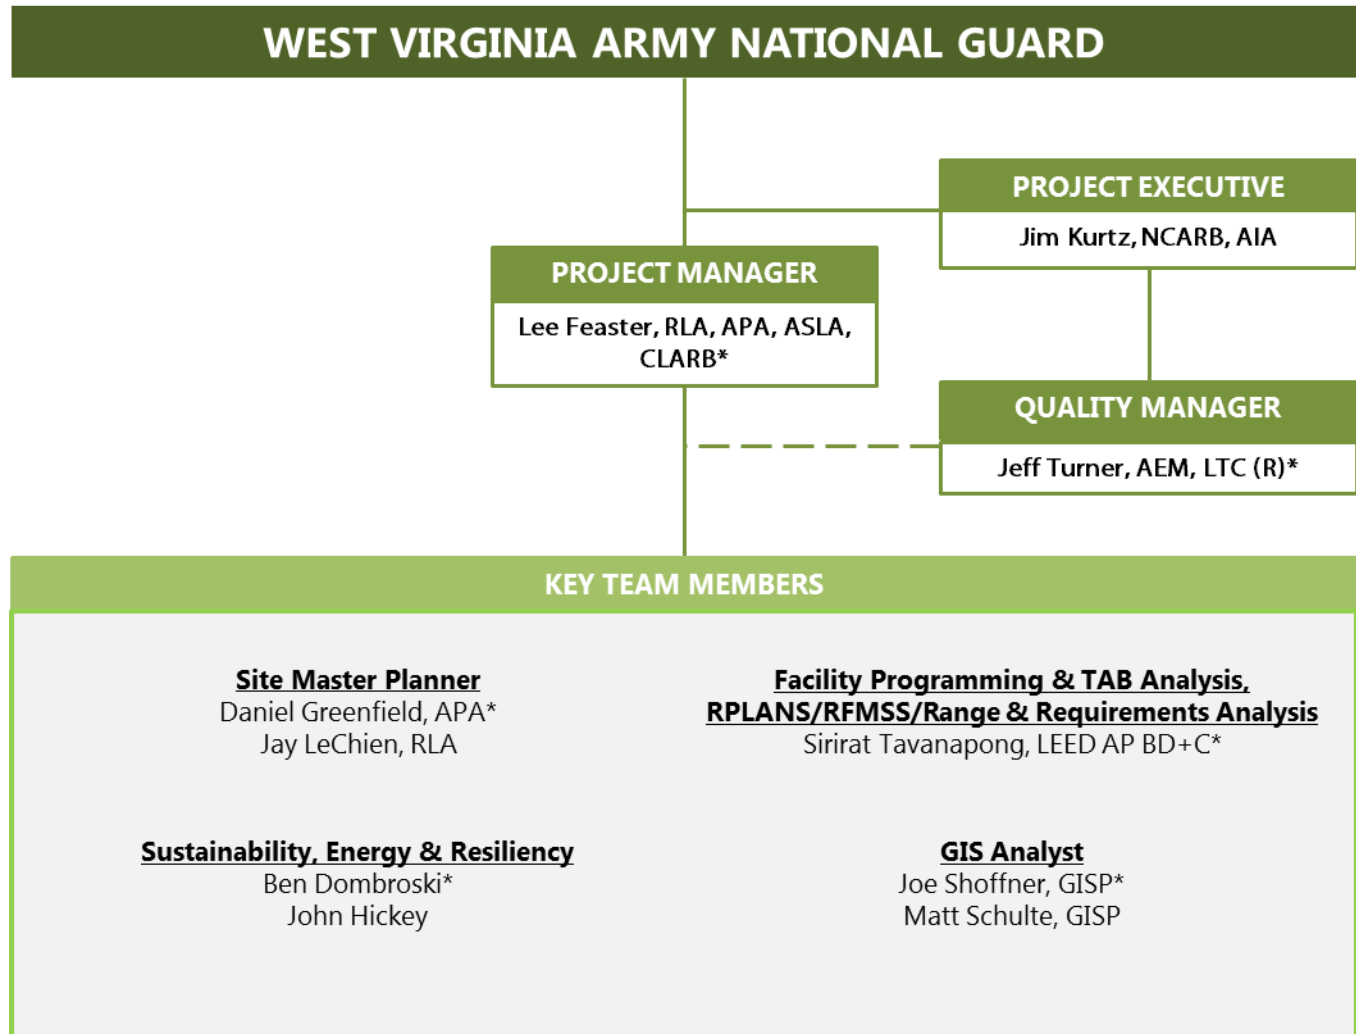 WEST VIRGINIA ARMY NATIONAL GUARD
PROJECT EXECUTIVE
Jim Kurtz, NCARB, AIA
PROJECT MANAGER
Lee Feaster, RLA, APA, ASLA,
CLARB*
QUALITY MANAGER
Jeff Turner, AEM, LTC (R)*
KEY TEAM MEMBERS
Site Master Planner
Daniel Greenfield, APA*
Jay LeChien, RLA
Facility Programming & TAB Analysis,
RPLANS/RFMSS/Range & Requirements Analysis
Sirirat Tavanapong, LEED AP BD+C*
Sustainability, Energy & Resiliency
Ben Dombroski*
John Hickey
GIS Analyst
Joe Shoffner, GISP*
Matt Schulte, GISP